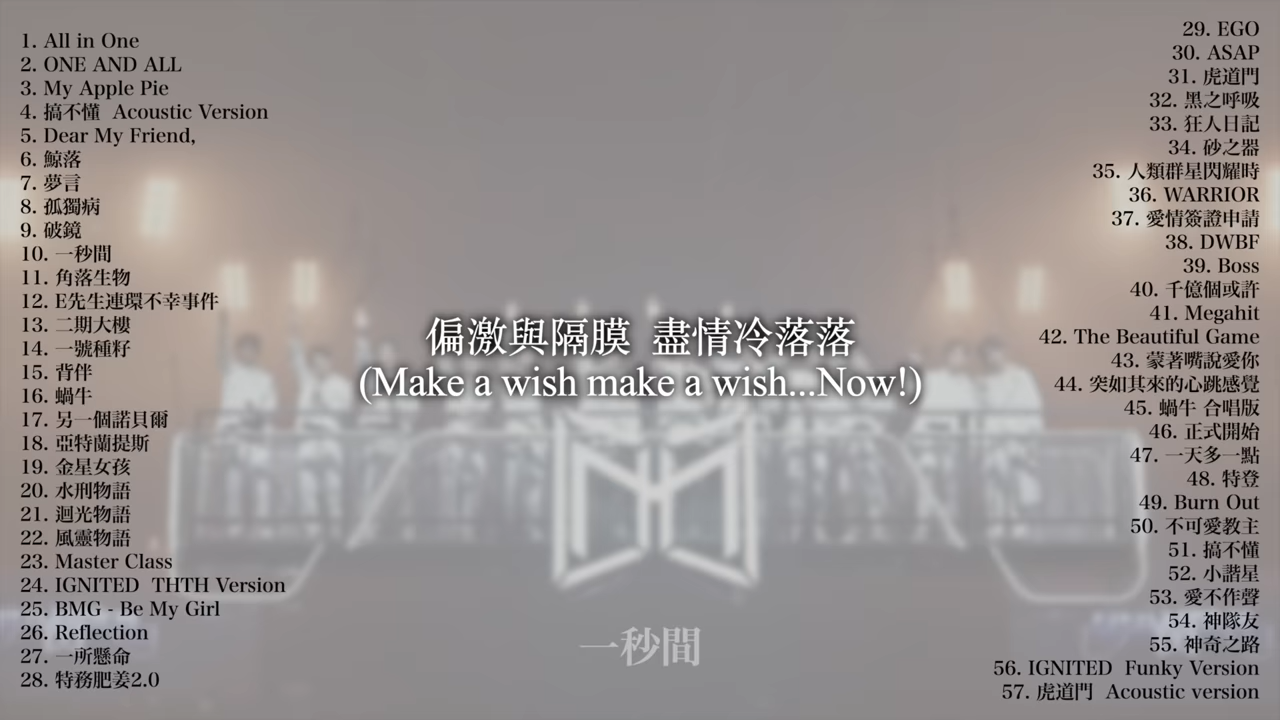 1. All in One
2. ONE AND ALL
3. My Apple Pie
4. 搞不懂  Acoustic Version
5. Dear My Friend,
6. 鯨落
7. 夢言
8. 孤獨病
9. 破鏡
10. 一秒間
11. 角落生物
12. E先生連環不幸事件
13. 二期大樓
14. 一號種籽
15. 背伴
16. 蝸牛
17. 另一個諾貝爾
18. 亞特蘭提斯
19. 金星女孩
20. 水刑物語
21. 迴光物語
22. 風靈物語
23. Master Class
24. IGNITED  THTH Version
25. BMG - Be My Girl
26. Reflection
27. 一所懸命
28. 特務肥姜2.0
偏激與隔膜  盡情冷落落
(Make a wish make a wish...Now!)
一秒間
29. EGO
30. ASAP
31. 虎道門
32. 黑之呼吸
33. 狂人日記
34. 砂之器
35. 人類群星閃耀時
36. WARRIOR
37. 愛情簽證申請
38. DWBF
39. Boss
40. 千億個或許
41. Megahit
42. The Beautiful Game
43. 蒙著嘴說愛你
44. 突如其來的心跳感覺
45. 蝸牛 合唱版
46. 正式開始
47. 一天多一點
48. 特登
49. Burn Out
50. 不可愛教主
51. 搞不懂
52. 小諧星
53. 愛不作聲
54. 神隊友
55. 神奇之路
56. IGNITED  Funky Version
57. 虎道門  Acoustic version